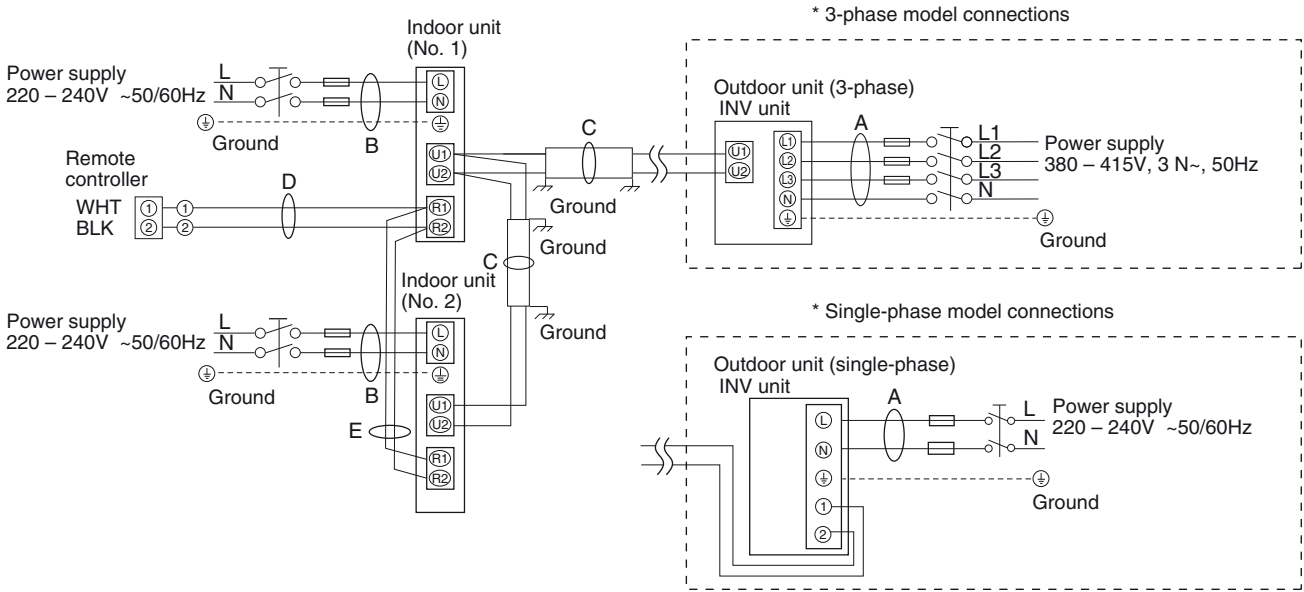 * 3-phase model connections
Indoor unit
(No. 1)
Power supply
220 – 240V ~50/60Hz
L
N
Ground
B
L
N
U1
U2
R1
R2
Remote
controller
WHT
BLK
1
2
1
2
D
C
Ground
Ground
C
Ground
Outdoor unit (3-phase)
INV unit
U1
U2
L1
L2
L3
N
A
L1
L2
L3
N
Power supply
380 – 415V, 3 N~, 50Hz
Ground
Indoor unit
(No. 2)
Power supply
220 – 240V ~50/60Hz
L
N
Ground
B
E
L
N
U1
U2
R1
R2
* Single-phase model connections
Outdoor unit (single-phase)
INV unit
L
N
1
2
A
L
N
Power supply
220 – 240V ~50/60Hz
Ground